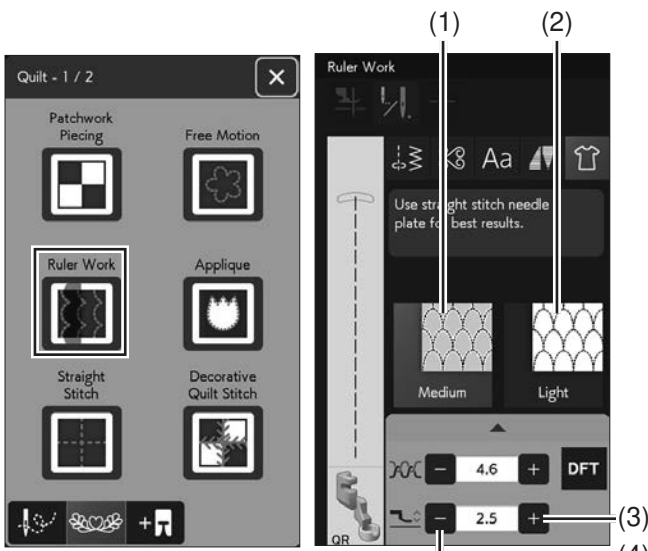 (1)
(2)
Quilt - 1 / 2
Patchwork
Piecing
Free Motion
Ruler Work
Applique
Straight
Stitch
Decorative
Quilt Stitch
Ruler Work
Aa
Use straight stitch needle
plate for best results.
Medium
Light
4.6
DFT
2.5
QR
(3)
(4)